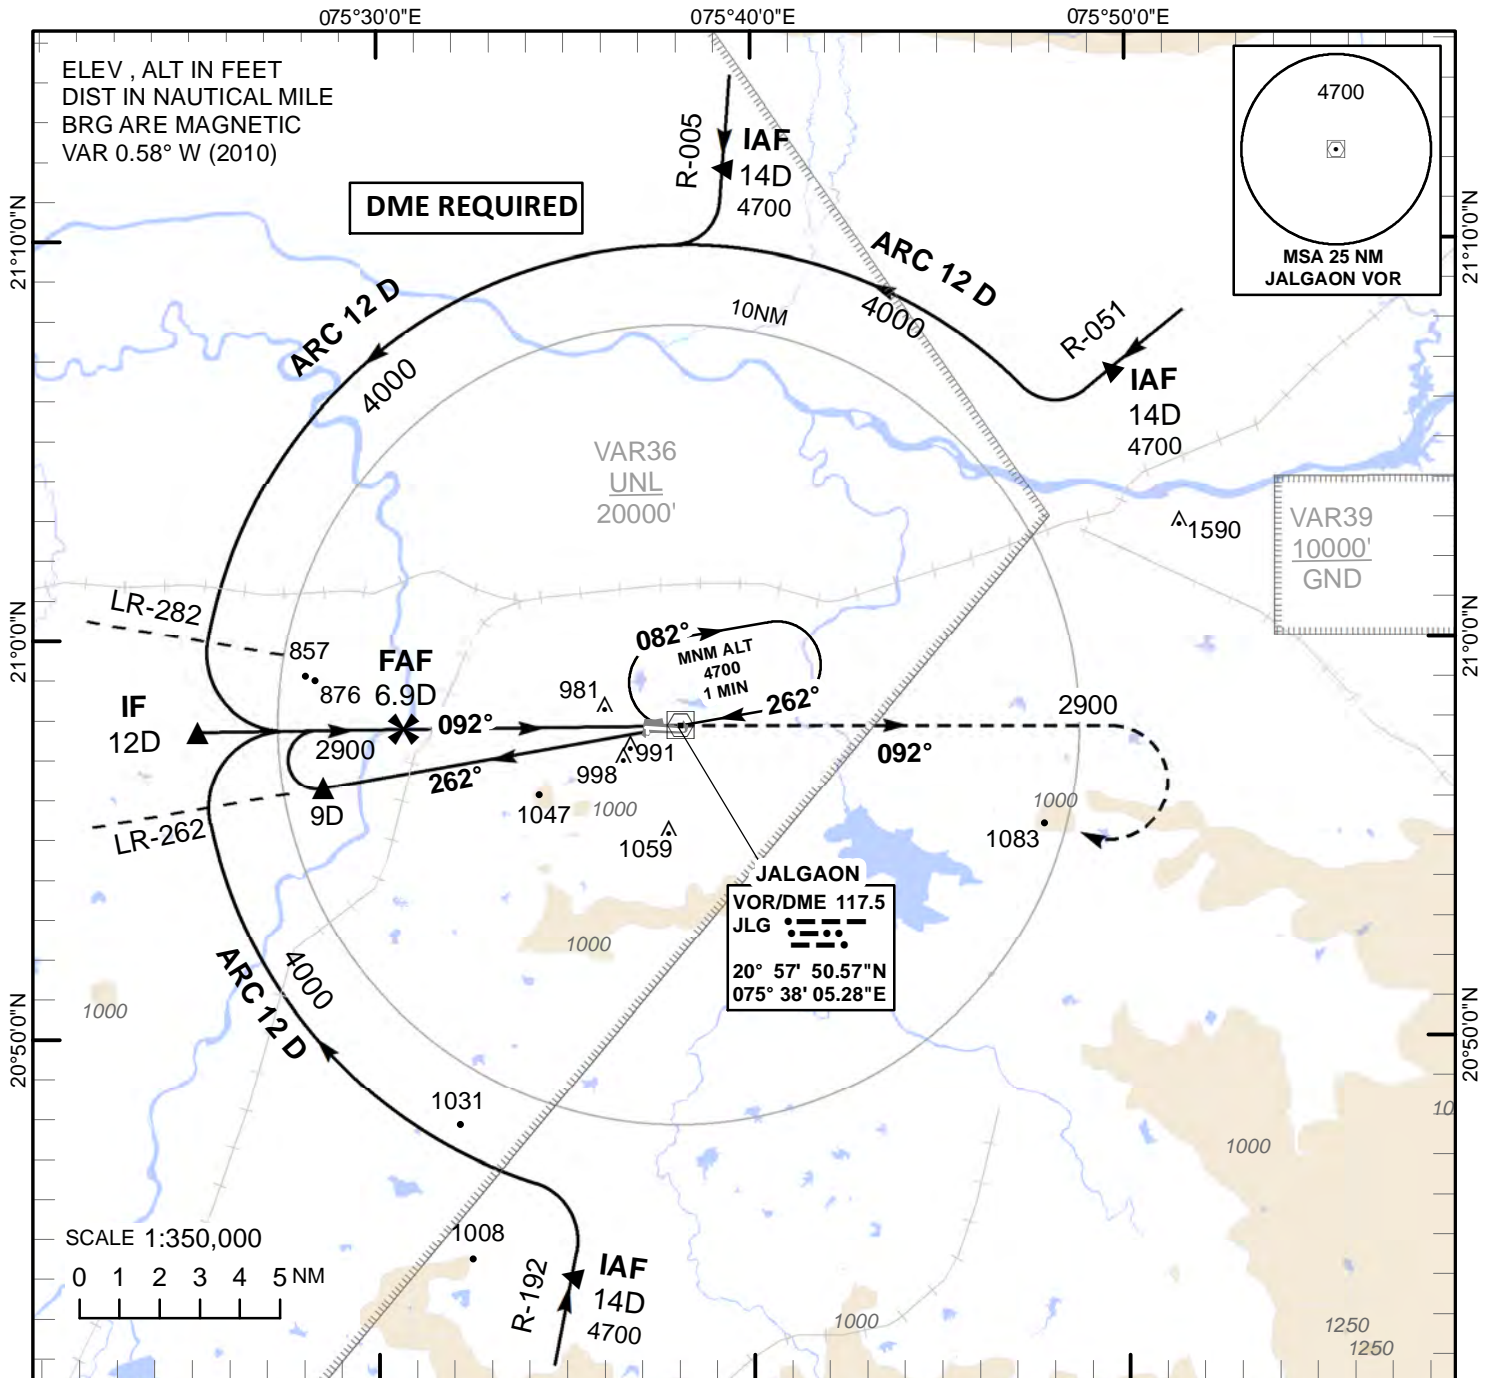 075°30'0"E
075°40'0"E
075°50'0"E
ELEV , ALT IN FEET
DIST IN NAUTICAL MILE
BRG ARE MAGNETIC
VAR 0.58° W (2010)
DME REQUIRED
R-005
IAF
14D
4700
4700
MSA 25 NM
JALGAON VOR
21°10'0"N
21°10'0"N
ARC 12 D
4000
ARC 12 D
4000
10NM
R-051
IAF
14D
4700
VAR36
UNL
20000'
1590
VAR39
10000'
GND
21°0'0"N
21°0'0"N
LR-282
857
876
FAF
6.9D
IF
12D
2900
092°
262°
9D
LR-262
082°
MNM ALT
4700
1 MIN
262°
981
991
998
1047
1000
1059
2900
092°
1000
1083
JALGAON
VOR/DME 117.5
JLG
20° 57' 50.57"N
075° 38' 05.28"E
1000
1000
ARC 12 D
4000
20°50'0"N
20°50'0"N
1031
1008
10
1000
SCALE 1:350,000
0 1 2 3 4 5 NM
R-192
IAF
14D
4700
1000
1250
1250